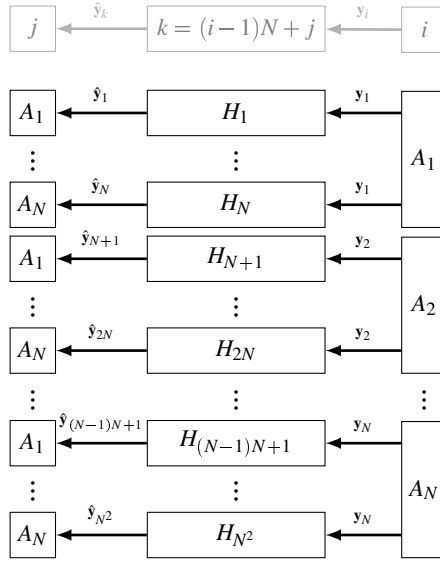 j ŷ_k k = (i−1)N + j y_i i
A_1 ŷ_1 H_1 y_1 A_1
⋮ ⋮
A_N ŷ_N H_N y_1
A_1 ŷ_{N+1} H_{N+1} y_2 A_2
⋮ ⋮
A_N ŷ_{2N} H_{2N} y_2
⋮ ⋮ ⋮
A_1 ŷ_{(N−1)N+1} H_{(N−1)N+1} y_N A_N
⋮ ⋮
A_N ŷ_{N^2} H_{N^2} y_N